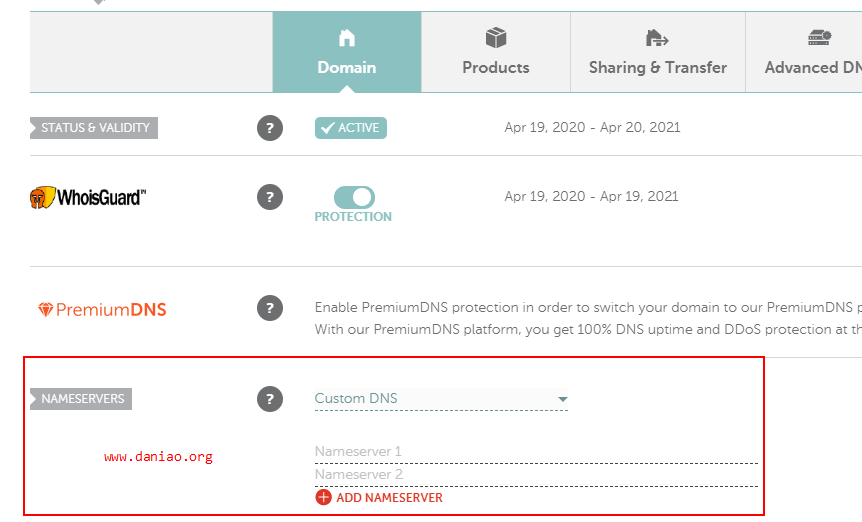 Domain
Products
Sharing & Transfer
Advanced DN
STATUS & VALIDITY
?
ACTIVE
Apr 19, 2020 - Apr 20, 2021
WhoisGuard™
?
PROTECTION
Apr 19, 2020 - Apr 19, 2021
PremiumDNS
?
Enable PremiumDNS protection in order to switch your domain to our PremiumDNS p
With our PremiumDNS platform, you get 100% DNS uptime and DDoS protection at th
NAMESERVERS
?
Custom DNS
www.daniao.org
Nameserver 1
Nameserver 2
ADD NAMESERVER